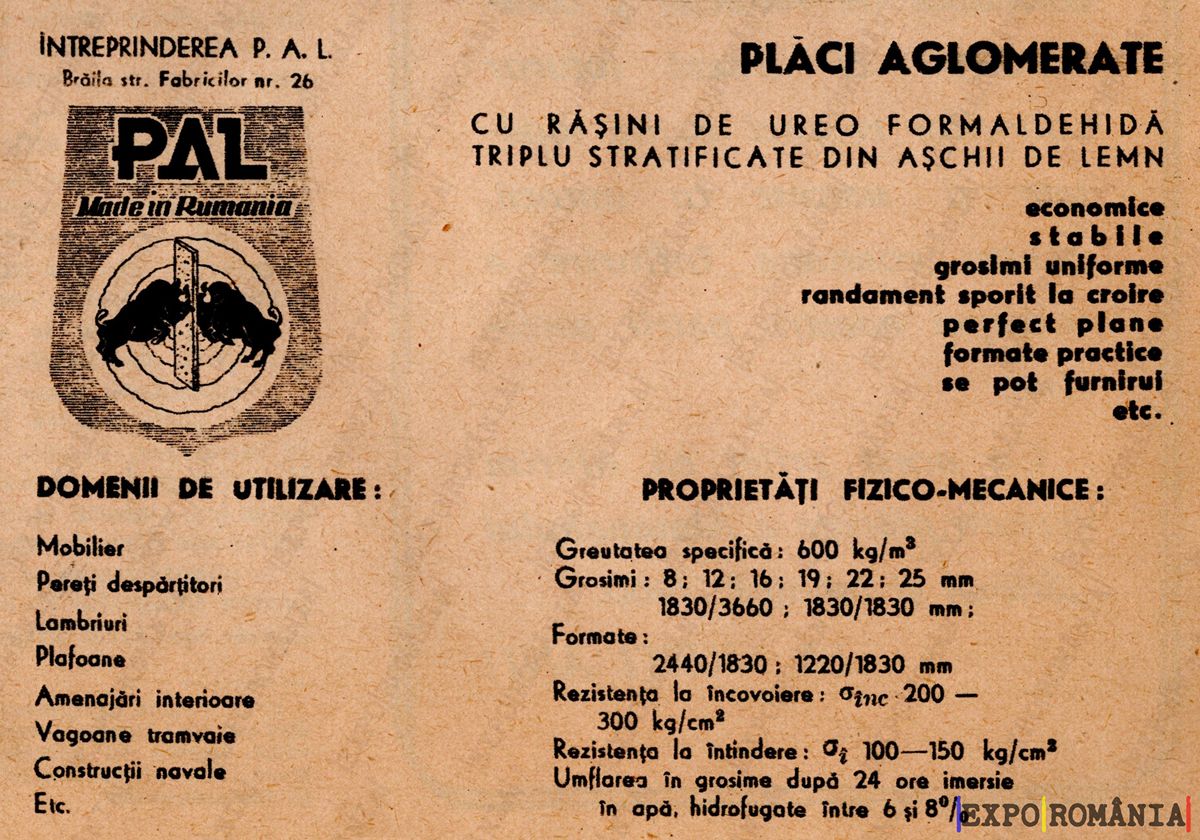 ÎNTREPRINDEREA P. A. L.
Brăila str. Fabricilor nr. 26
PAL
Made in Rumania
PLĂCI AGLOMERATE
CU RĂȘINI DE UREO FORMALDEHIDĂ
TRIPLU STRATIFICATE DIN AȘCHII DE LEMN
economice
stabile
grosimi uniforme
randament sporit la croire
perfect plane
formate practice
se pot furnirui
etc.
DOMENII DE UTILIZARE :
Mobilier
Pereți despărțitori
Lambriuri
Plafoane
Amenajări interioare
Vagoane tramvaie
Construcții navale
Etc.
PROPRIETĂȚI FIZICO-MECANICE :
Greutatea specifică : 600 kg/m³
Grosimi : 8 ; 12 ; 16 ; 19 ; 22 ; 25 mm
1830/3660 ; 1830/1830 mm ;
Formate :
2440/1830 ; 1220/1830 mm
Rezistența la încovoiere : σînc 200 —
300 kg/cm²
Rezistența la întindere : σî 100—150 kg/cm²
Umflarea în grosime după 24 ore imersie
în apă, hidrofugate între 6 și 8%
EXPO ROMÂNIA